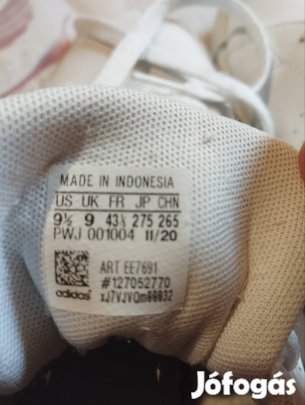 MADE IN INDONESIA
US UK FR JP CHN
9½ 9 43⅓ 275 265
PWJ 001004 11/20
ART EE7691
#127052770
adidas
Jófogás